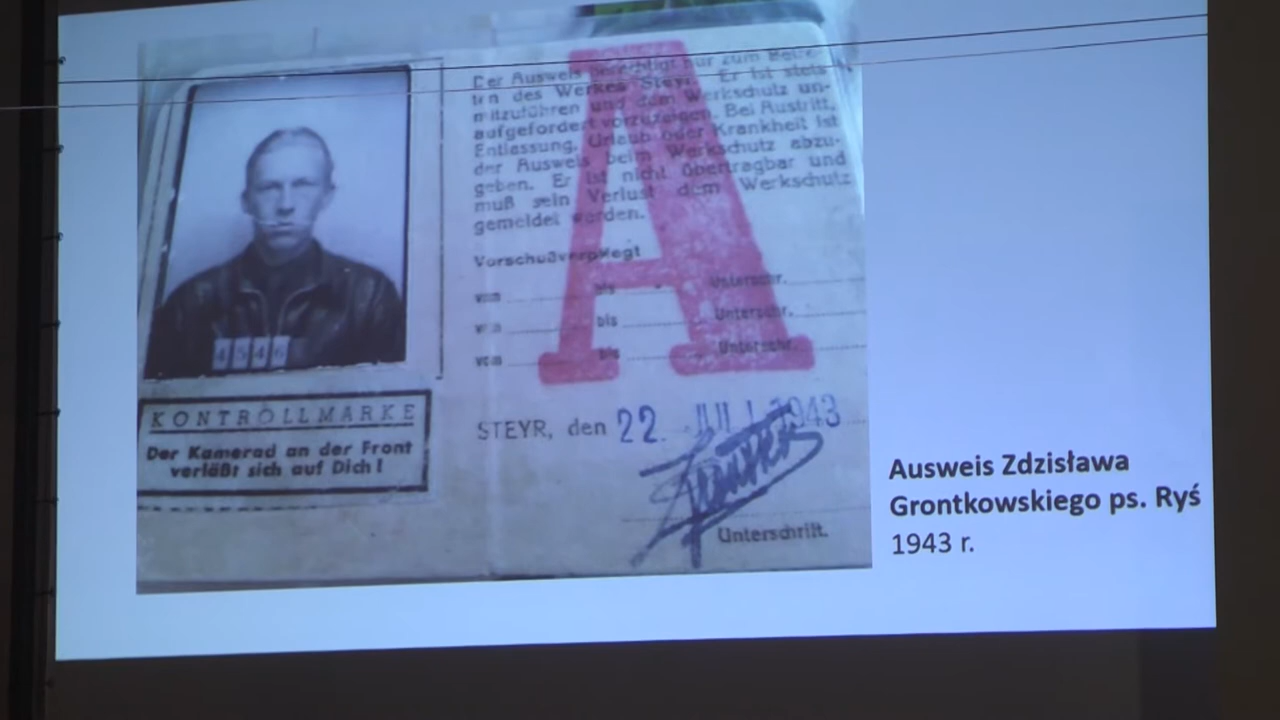 Der Ausweis berechtigt nur zum Betre-
ten des Werkes Steyr. Er ist stets
mitzuführen und dem Werkschutz un-
aufgefordert vorzuzeigen. Bei Austritt,
Entlassung, Urlaub oder Krankheit ist
der Ausweis beim Werkschutz abzu-
geben. Er ist nicht übertragbar und
muß sein Verlust dem Werkschutz
gemeldet werden.
A
Vorschußverpflegt
vom bis Unterschr.
vom bis Unterschr.
vom bis Unterschr.
4546
KONTROLLMARKE
Der Kamerad an der Front
verläßt sich auf Dich!
STEYR, den 22. JULI 1943
Unterschrift.
Ausweis Zdzisława
Grontkowskiego ps. Ryś
1943 r.